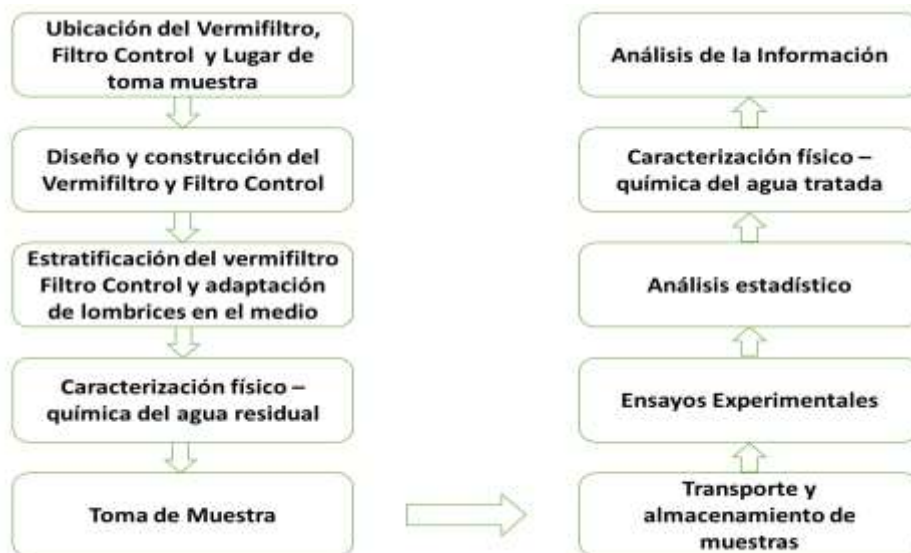 Ubicación del Vermifiltro,
Filtro Control y Lugar de
toma muestra
Diseño y construcción del
Vermifiltro y Filtro Control
Estratificación del vermifiltro
Filtro Control y adaptación
de lombrices en el medio
Caracterización físico –
química del agua residual
Toma de Muestra
Transporte y
almacenamiento de
muestras
Ensayos Experimentales
Análisis estadístico
Caracterización físico –
química del agua tratada
Análisis de la Información